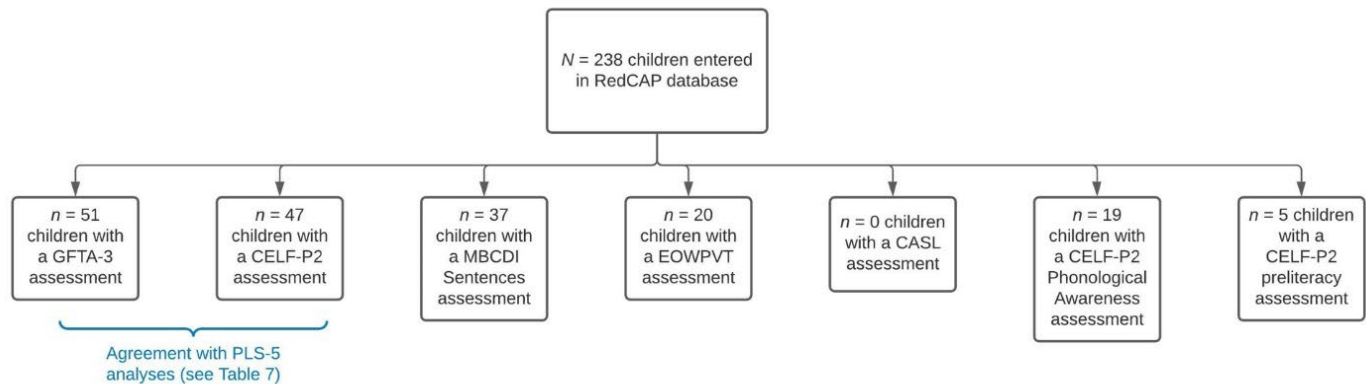 N = 238 children entered
in RedCAP database
n = 51
children with
a GFTA-3
assessment
n = 47
children with
a CELF-P2
assessment
n = 37
children with
a MBCDI
Sentences
assessment
n = 20
children with
a EOWPVT
assessment
n = 0 children
with a CASL
assessment
n = 19
children with
a CELF-P2
Phonological
Awareness
assessment
n = 5 children
with a
CELF-P2
preliteracy
assessment
Agreement with PLS-5
analyses (see Table 7)